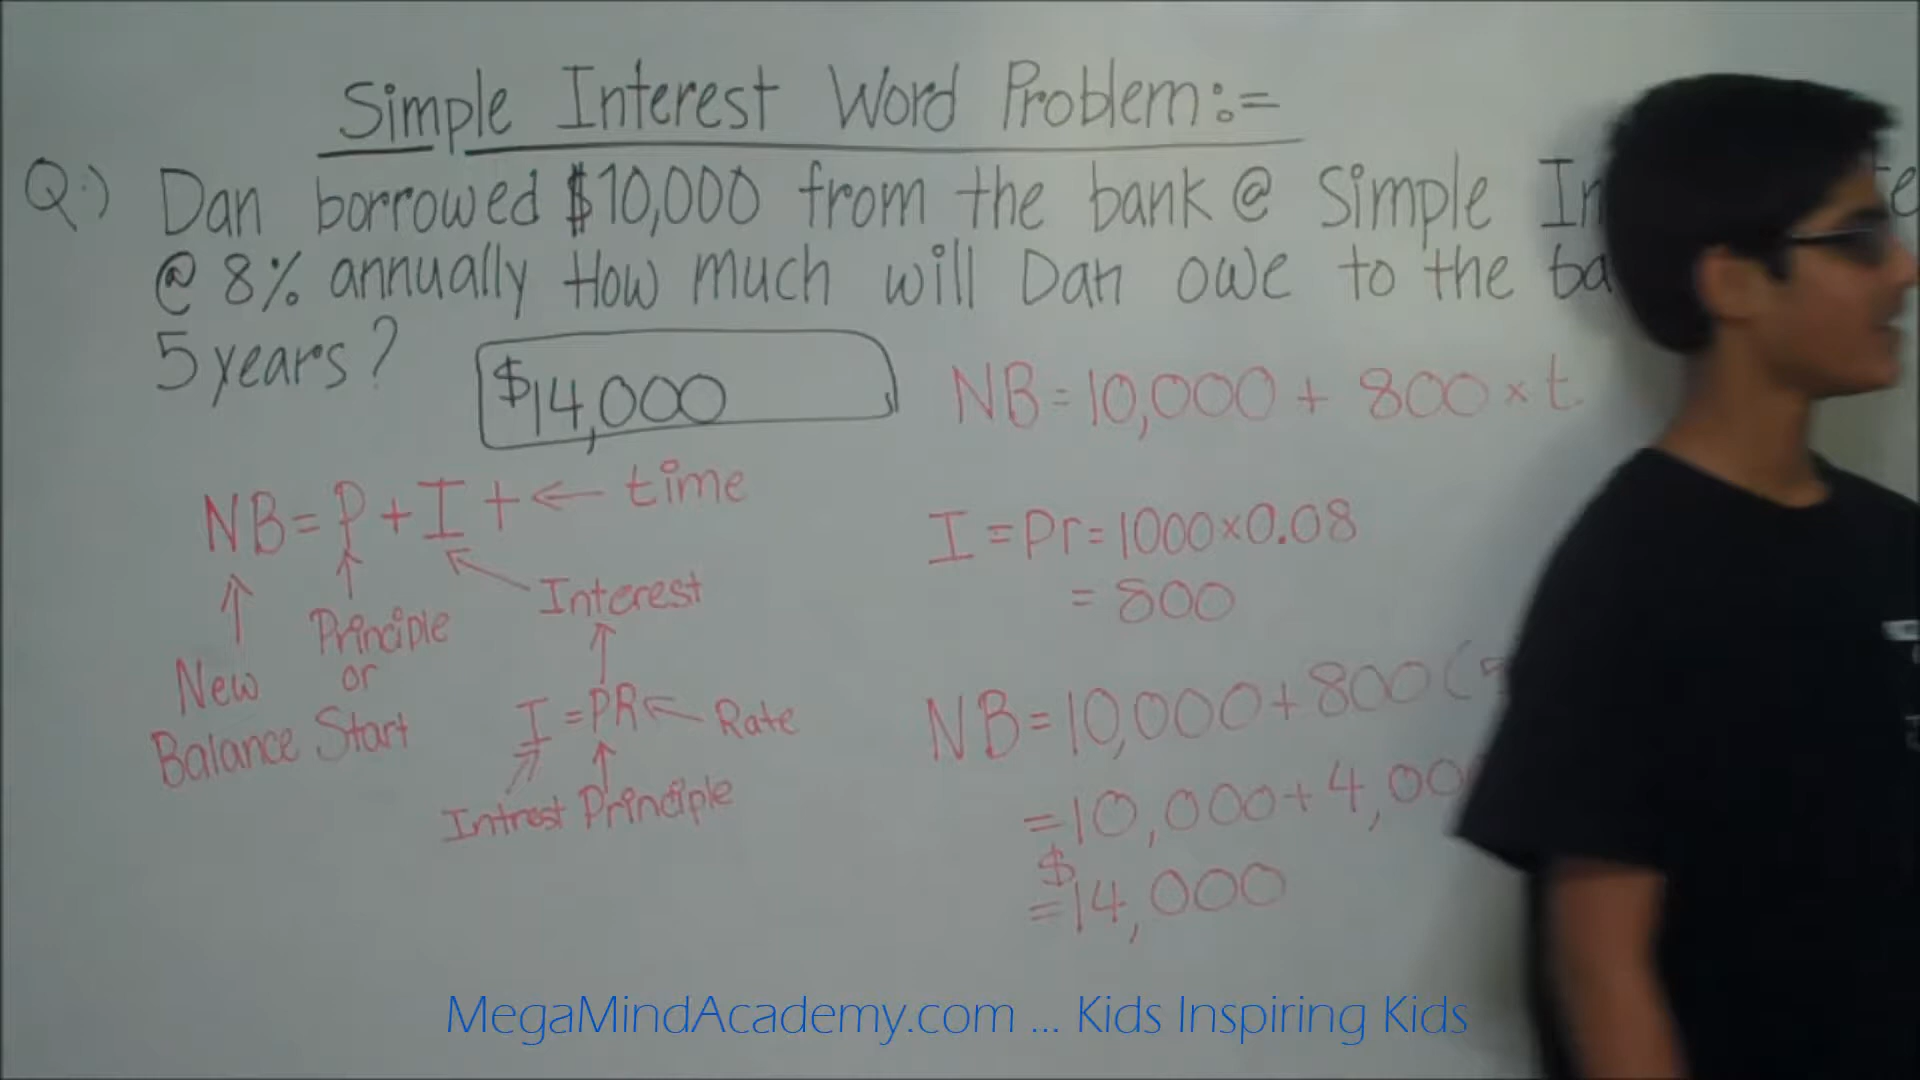 Simple Interest Word Problem:=
Q.) Dan borrowed $10,000 from the bank @ Simple In
@ 8% annually How much will Dan owe to the ba
5 years?
$14,000
NB=10,000 + 800 × t
NB=P+I t ← time
I=Pr=1000×0.08
=800
Interest
Principle
or
Start
New
Balance
I=PR ← Rate
Intrest Principle
NB=10,000+800(5
=10,000+4,00
$
=14,000
MegaMindAcademy.com ... Kids Inspiring Kids